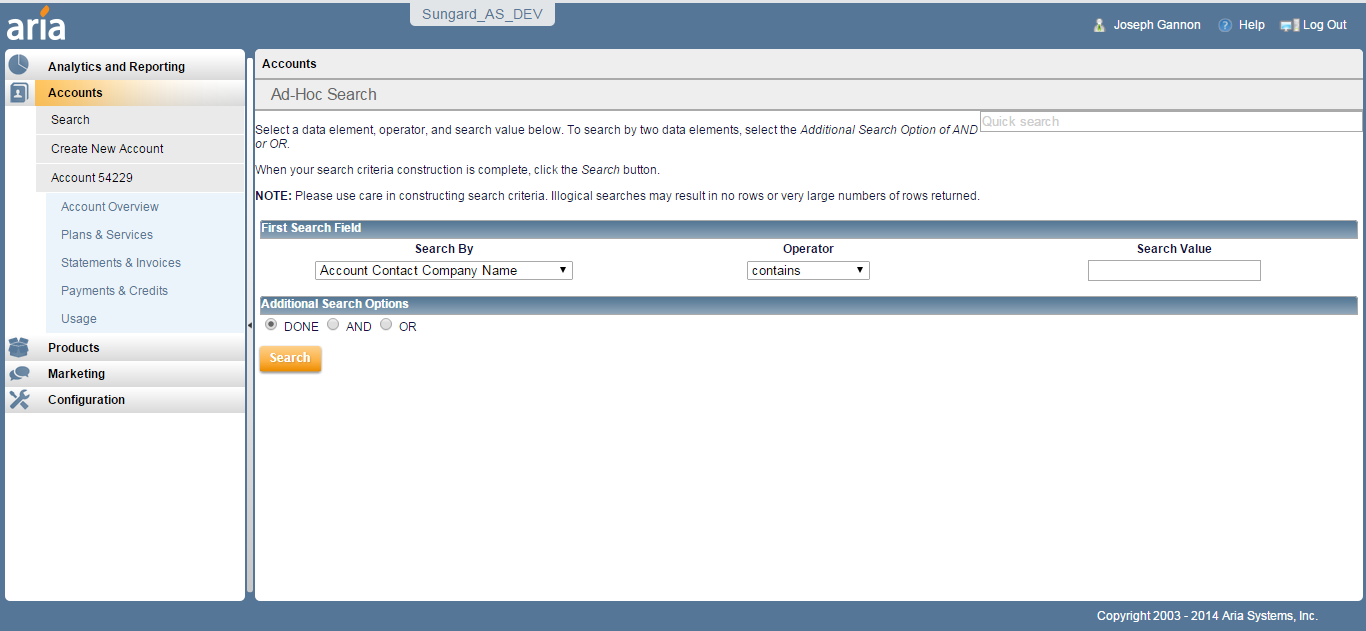 Sungard_AS_DEV
aria
Joseph Gannon
Help
Log Out
Analytics and Reporting
Accounts
Search
Create New Account
Account 54229
Account Overview
Plans & Services
Statements & Invoices
Payments & Credits
Usage
Products
Marketing
Configuration
Accounts
Ad-Hoc Search
Quick search
Select a data element, operator, and search value below. To search by two data elements, select the Additional Search Option of AND
or OR.
When your search criteria construction is complete, click the Search button.
NOTE: Please use care in constructing search criteria. Illogical searches may result in no rows or very large numbers of rows returned.
First Search Field
Search By Operator Search Value
Account Contact Company Name contains
Additional Search Options
DONE AND OR
Search
Copyright 2003 - 2014 Aria Systems, Inc.